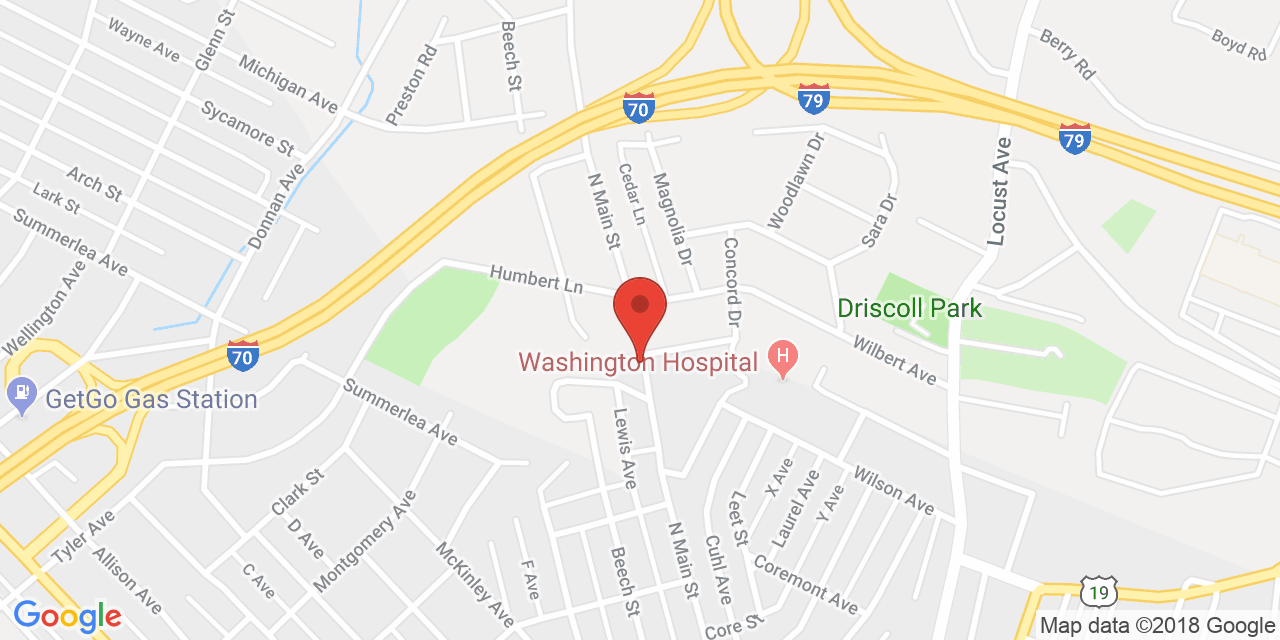 Wayne Ave
Glenn St
Michigan Ave
Preston Rd
Beech St
Berry Rd
Boyd Rd
70
79
79
Sycamore St
Arch St
Lark St
Donnan Ave
Summerlea Ave
Wellington Ave
N Main St
Cedar Ln
Magnolia Dr
Woodlawn Dr
Sara Dr
Locust Ave
Concord Dr
Humbert Ln
Driscoll Park
Wilbert Ave
70
Washington Hospital
H
GetGo Gas Station
Summerlea Ave
Lewis Ave
Clark St
Montgomery Ave
D Ave
Tyler Ave
Allison Ave
C Ave
McKinley Ave
F Ave
Beech St
N Main St
Cuhl Ave
Leet St
X Ave
Laurel Ave
Y Ave
Wilson Ave
Coremont Ave
Core St
19
Google
Map data ©2018 Google